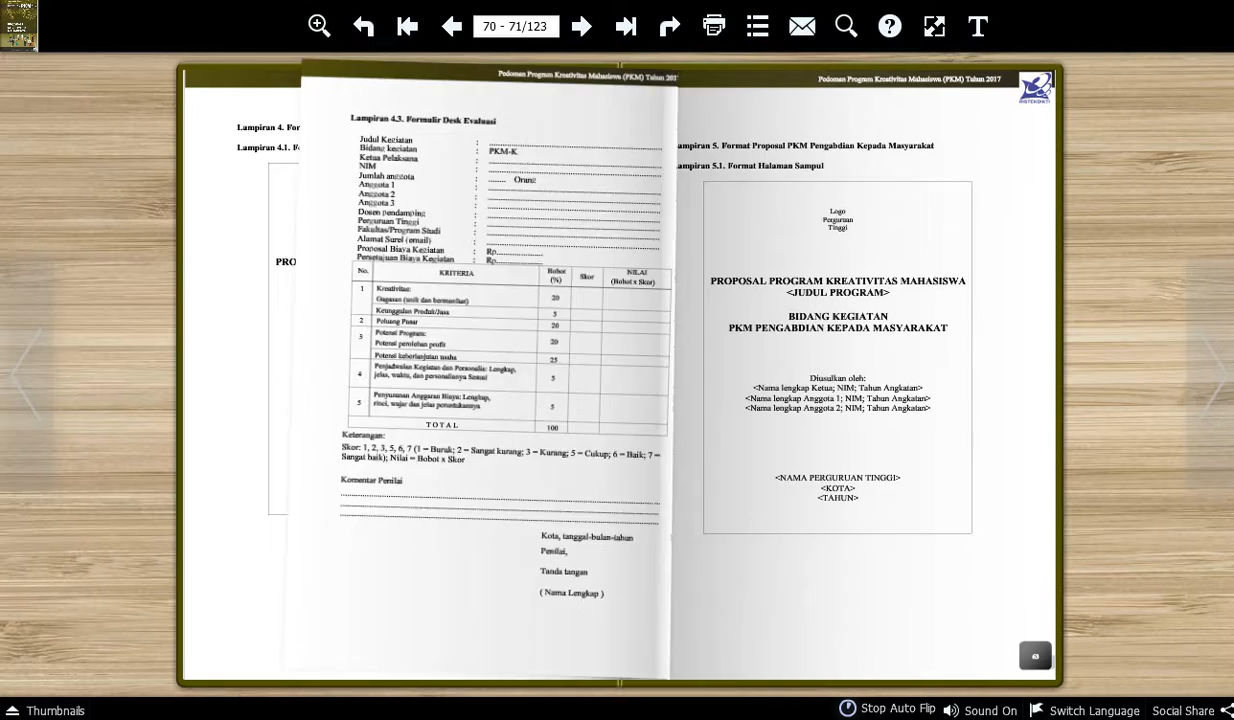 70 - 71/123
T
Pedoman Program Kreativitas Mahasiswa (PKM) Tahun 201
Lampiran 4. For
Lampiran 4.1. Fo
PRO
Lampiran 4.3. Formulir Desk Evaluasi
Judul Kegiatan : ........................................
Bidang kegiatan : PKM-K
Ketua Pelaksana : ........................................
NIM : ........................................
Jumlah anggota : ....... Orang
Anggota 1 : ........................................
Anggota 2 : ........................................
Anggota 3 : ........................................
Dosen pendamping : ........................................
Perguruan Tinggi : ........................................
Fakultas/Program Studi : ........................................
Alamat Surel (email) : ........................................
Proposal Biaya Kegiatan : Rp..................
Persetujuan Biaya Kegiatan : Rp..................
No. KRITERIA Bobot (%) Skor NILAI (Bobot x Skor)
1 Kreativitas:
Gagasan (unik dan bermanfaat) 20
Keunggulan Produk/Jasa 5
2 Peluang Pasar 20
3 Potensi Program:
Potensi perolehan profit 20
Potensi keberlanjutan usaha 25
4 Penjadwalan Kegiatan dan Personalia: Lengkap,
jelas, waktu, dan personalianya Sesuai 5
5 Penyusunan Anggaran Biaya: Lengkap,
rinci, wajar dan jelas peruntukannya 5
TOTAL 100
Keterangan:
Skor: 1, 2, 3, 5, 6, 7 (1 = Buruk; 2 = Sangat kurang; 3 = Kurang; 5 = Cukup; 6 = Baik; 7 =
Sangat baik); Nilai = Bobot x Skor
Komentar Penilai
................................................................
................................................................
................................................................
Kota, tanggal-bulan-tahun
Penilai,
Tanda tangan
( Nama Lengkap )
Pedoman Program Kreativitas Mahasiswa (PKM) Tahun 2017
RISTEKDIKTI
ampiran 5. Format Proposal PKM Pengabdian Kepada Masyarakat
ampiran 5.1. Format Halaman Sampul
Logo
Perguruan
Tinggi
PROPOSAL PROGRAM KREATIVITAS MAHASISWA
<JUDUL PROGRAM>
BIDANG KEGIATAN
PKM PENGABDIAN KEPADA MASYARAKAT
Diusulkan oleh:
<Nama lengkap Ketua; NIM; Tahun Angkatan>
<Nama lengkap Anggota 1; NIM; Tahun Angkatan>
<Nama lengkap Anggota 2; NIM; Tahun Angkatan>
<NAMA PERGURUAN TINGGI>
<KOTA>
<TAHUN>
Thumbnails
Stop Auto Flip
Sound On
Switch Language
Social Share